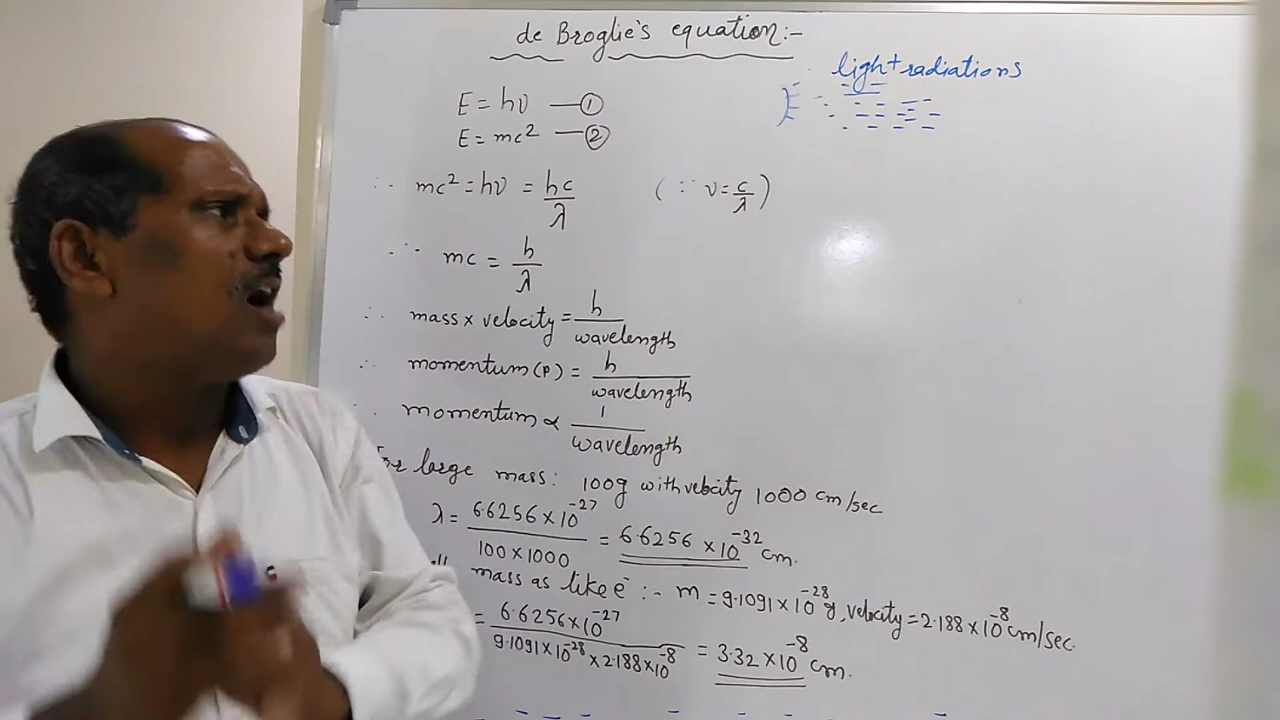 de Broglie's equation:-
light radiations
E = hυ —①
E = mc² —②
∴ mc² = hυ = hc/λ (∵ ν = c/λ)
∴ mc = h/λ
∴ mass x velocity = h/wavelength
∴ momentum (P) = h/wavelength
∴ momentum ∝ 1/wavelength
For large mass: 100g with velocity 1000 cm/sec
λ = 6.6256 × 10⁻²⁷/100 × 1000 = 6.6256 × 10⁻³² cm.
mass as like e⁻ :- m = 9.1091 × 10⁻²⁸ g, velocity = 2.188 × 10⁻⁸ cm/sec.
= 6.6256 × 10⁻²⁷/9.1091 × 10⁻²⁸ × 2.188 × 10⁻⁸ = 3.32 × 10⁻⁸ cm.